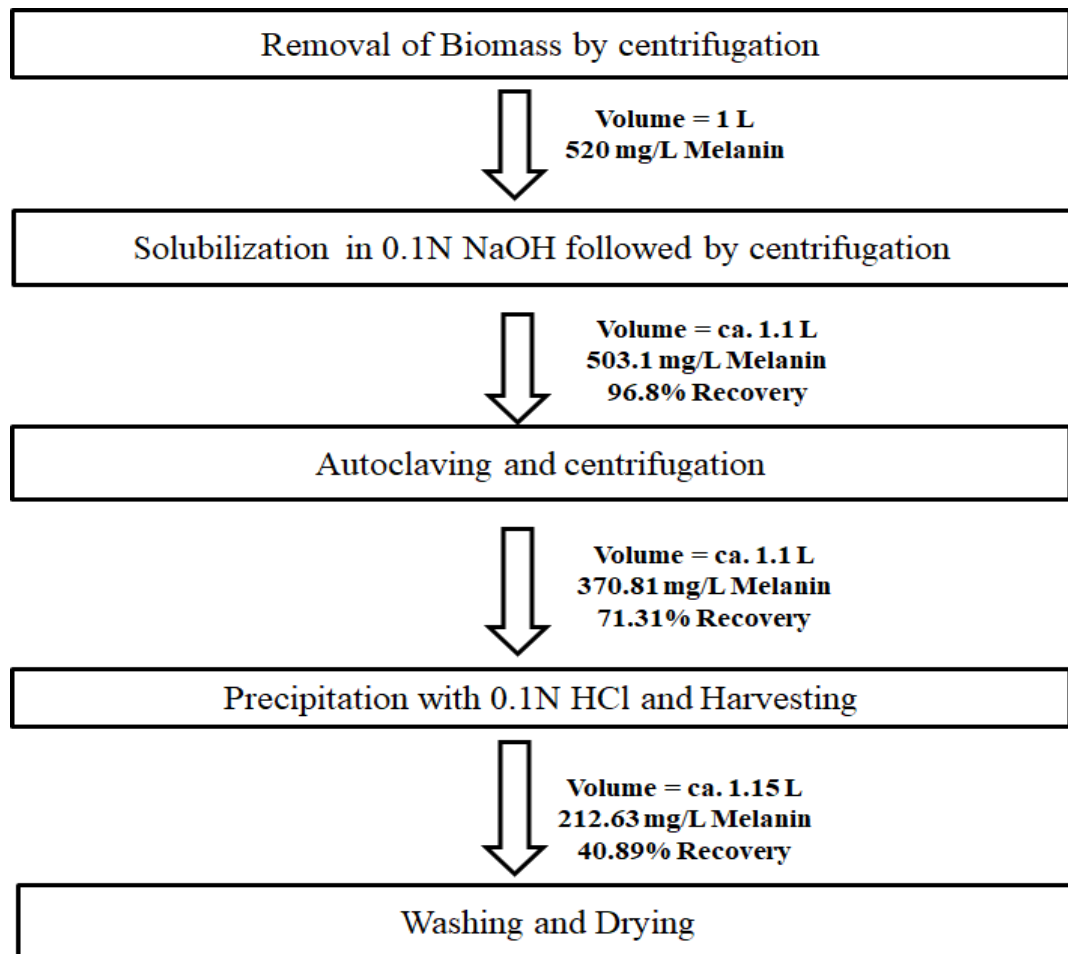 Removal of Biomass by centrifugation
Volume = 1 L
520 mg/L Melanin
Solubilization in 0.1N NaOH followed by centrifugation
Volume = ca. 1.1 L
503.1 mg/L Melanin
96.8% Recovery
Autoclaving and centrifugation
Volume = ca. 1.1 L
370.81 mg/L Melanin
71.31% Recovery
Precipitation with 0.1N HCl and Harvesting
Volume = ca. 1.15 L
212.63 mg/L Melanin
40.89% Recovery
Washing and Drying